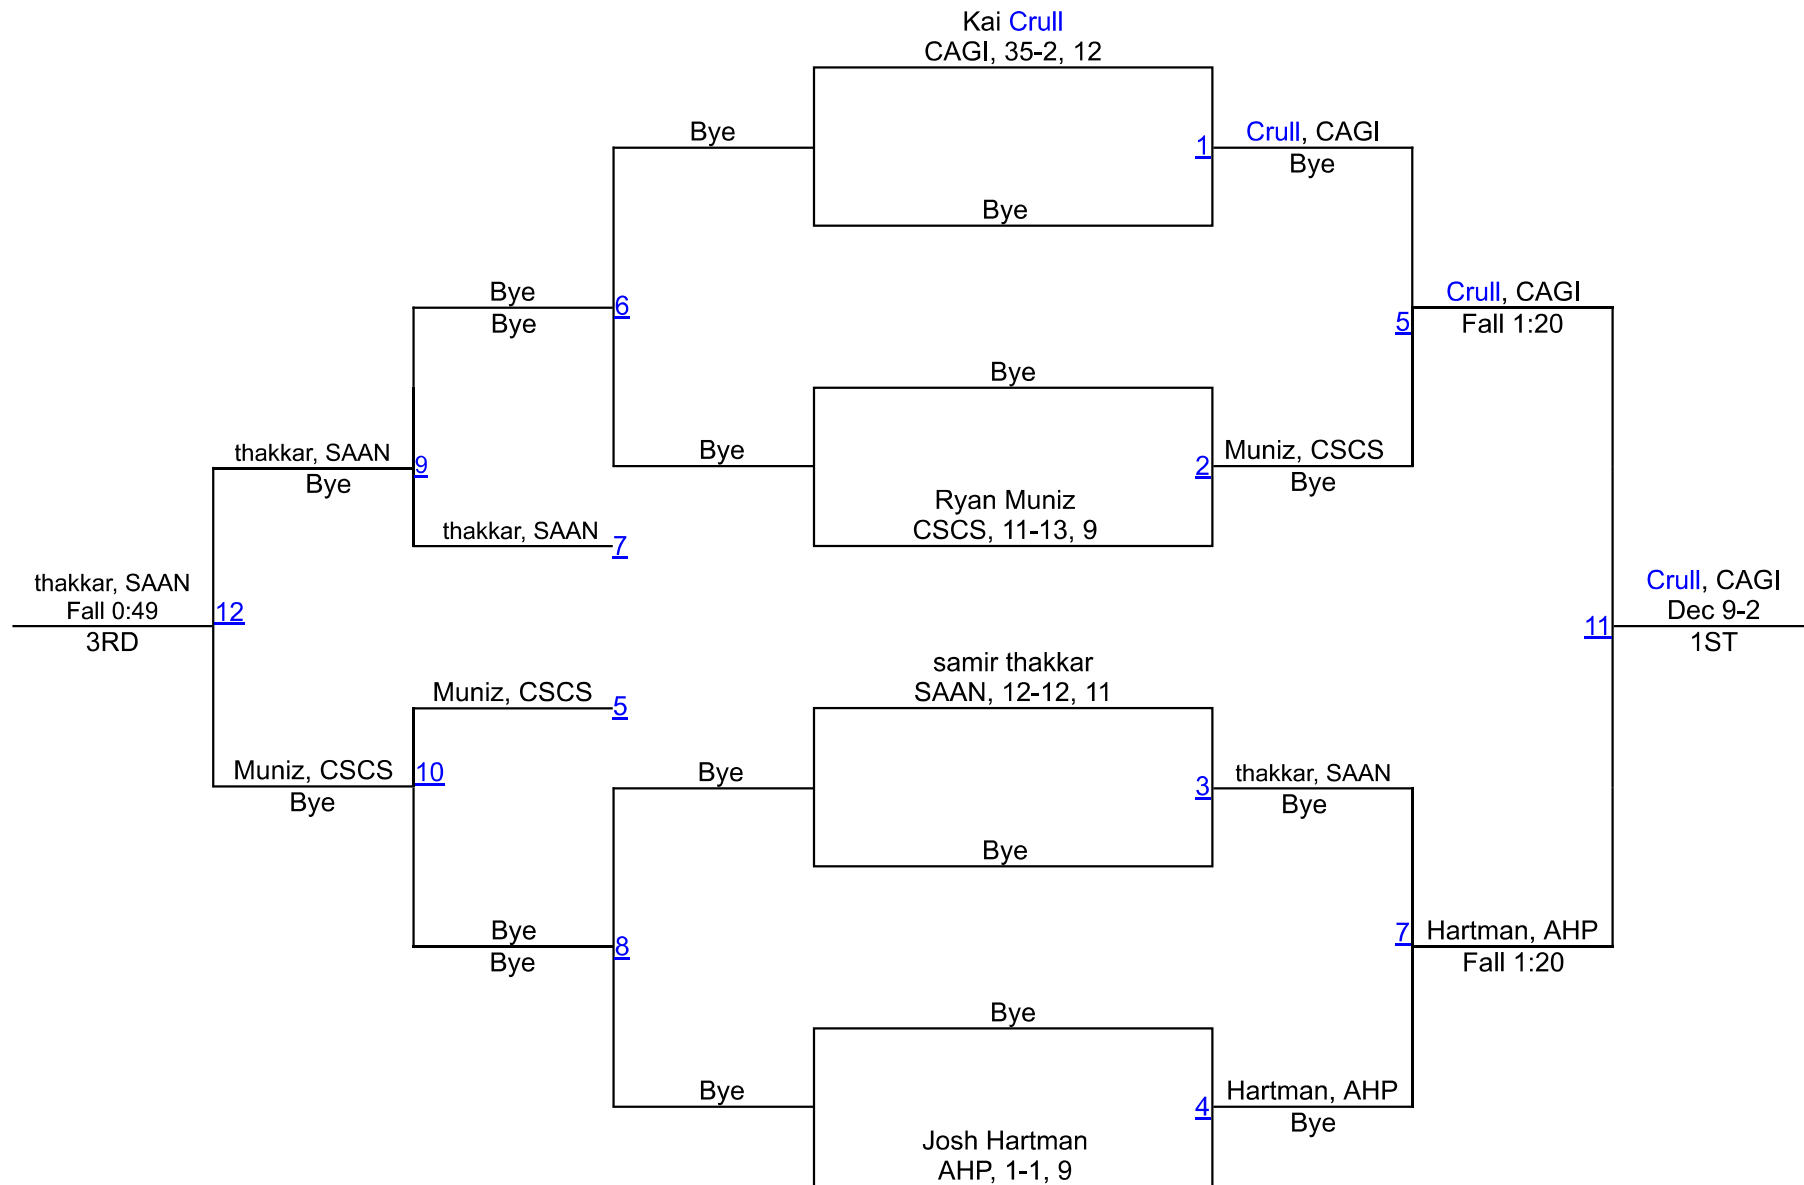 Kai Crull
CAGI, 35-2, 12
Bye
1
Crull, CAGI
Bye
Bye
Bye
Bye
6
5
Crull, CAGI
Fall 1:20
Bye
thakkar, SAAN
Bye
9
Bye
2
Muniz, CSCS
Bye
Ryan Muniz
CSCS, 11-13, 9
thakkar, SAAN
7
thakkar, SAAN
Fall 0:49
3RD
12
11
Crull, CAGI
Dec 9-2
1ST
samir thakkar
SAAN, 12-12, 11
Muniz, CSCS
5
Muniz, CSCS
Bye
10
Bye
3
thakkar, SAAN
Bye
Bye
Bye
Bye
8
7
Hartman, AHP
Fall 1:20
Bye
Bye
4
Hartman, AHP
Bye
Josh Hartman
AHP, 1-1, 9